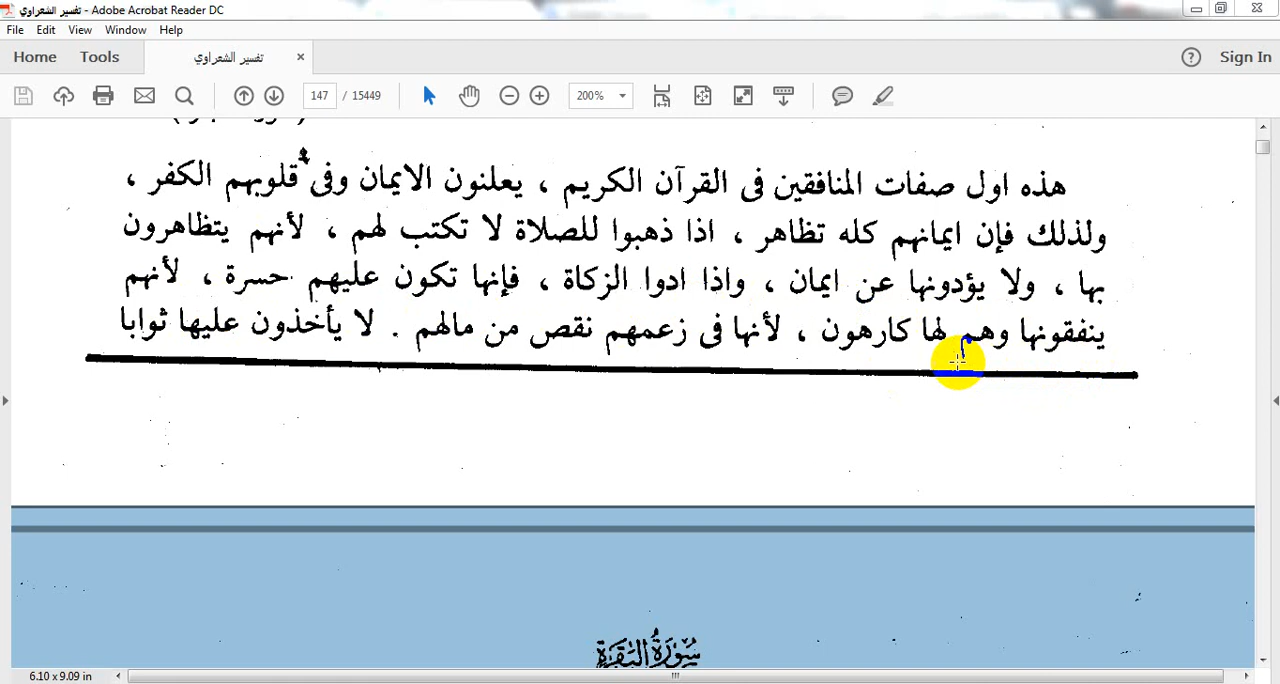 تفسير الشعراوي - Adobe Acrobat Reader DC
File Edit View Window Help
Home Tools تفسير الشعراوي × ? Sign In
147 / 15449 200%
هذه اول صفات المنافقين فى القرآن الكريم ، يعلنون الايمان وفى قلوبهم الكفر ،
ولذلك فإن ايمانهم كله تظاهر ، اذا ذهبوا للصلاة لا تكتب لهم ، لأنهم يتظاهرون
بها ، ولا يؤدونها عن ايمان ، واذا ادوا الزكاة ، فإنها تكون عليهم حسرة ، لأنهم
ينفقونها وهم لها كارهون ، لأنها فى زعمهم نقص من مالهم . لا يأخذون عليها ثوابا
سُورَةُ البَقَرَةِ
6.10 x 9.09 in